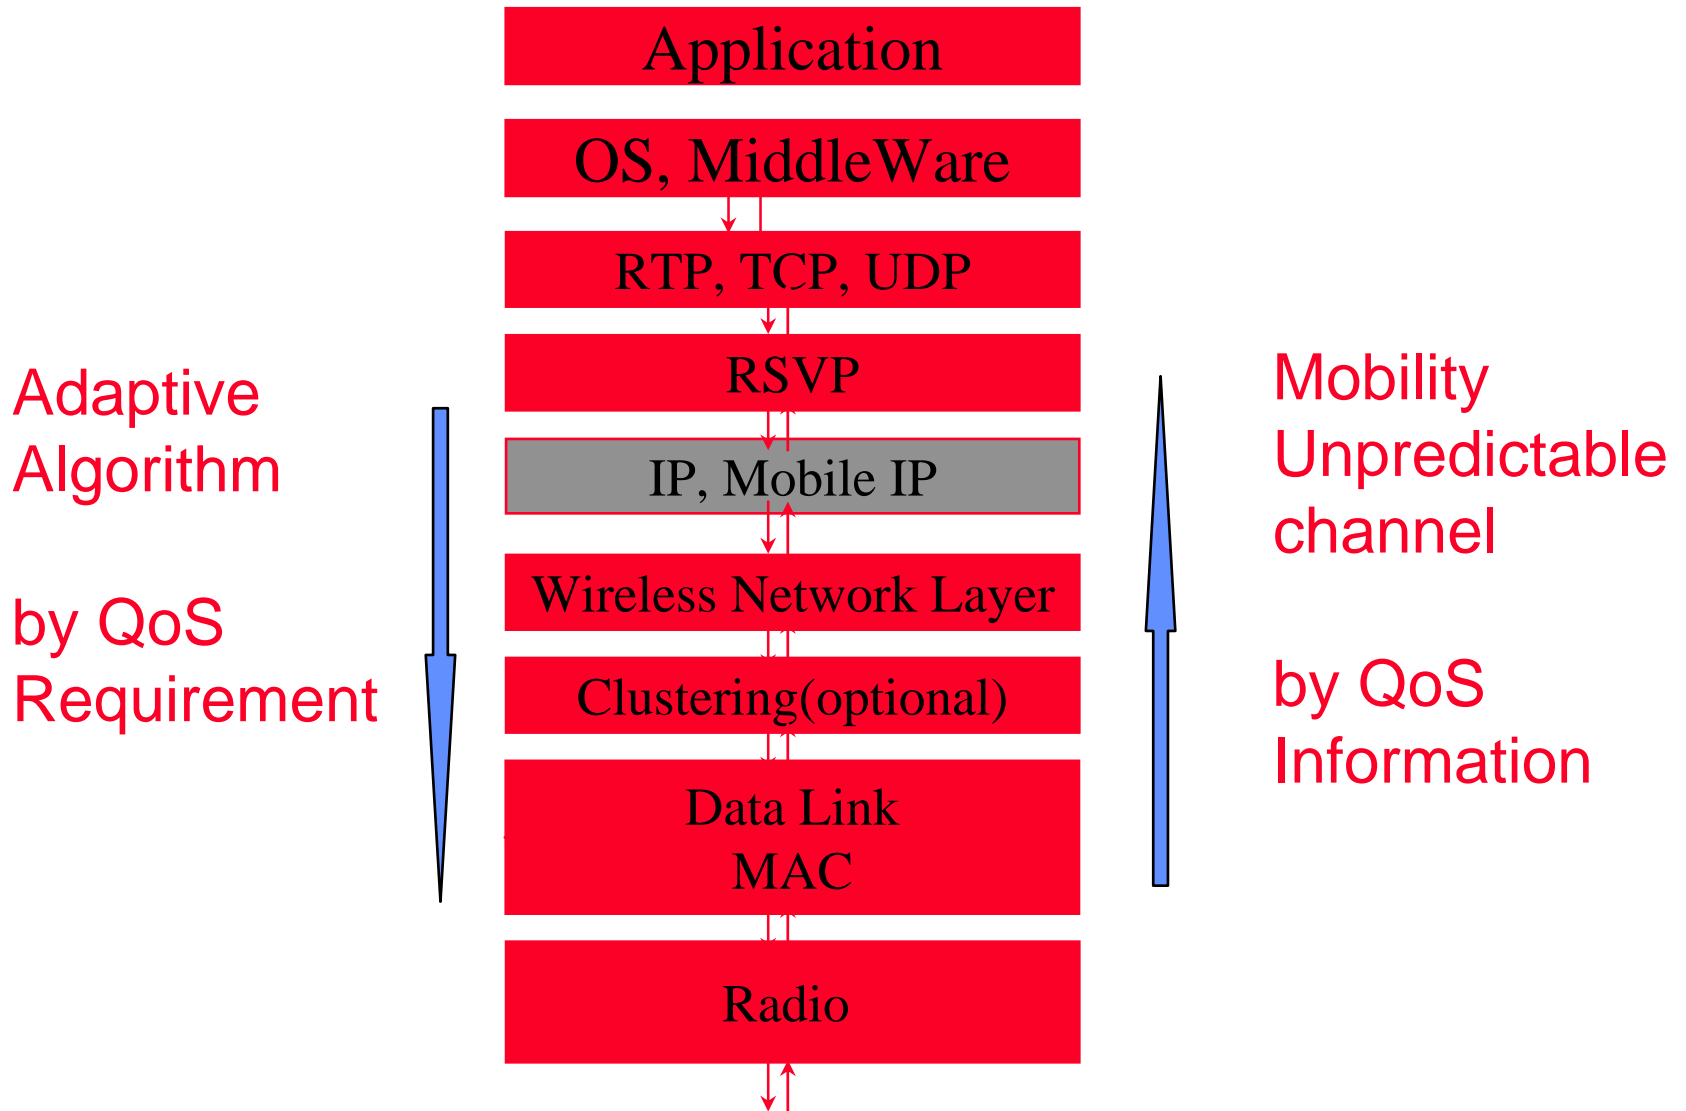 Application
OS, MiddleWare
RTP, TCP, UDP
RSVP
IP, Mobile IP
Wireless Network Layer
Clustering(optional)
Data Link
MAC
Radio
Adaptive
Algorithm
by QoS
Requirement
Mobility
Unpredictable
channel
by QoS
Information